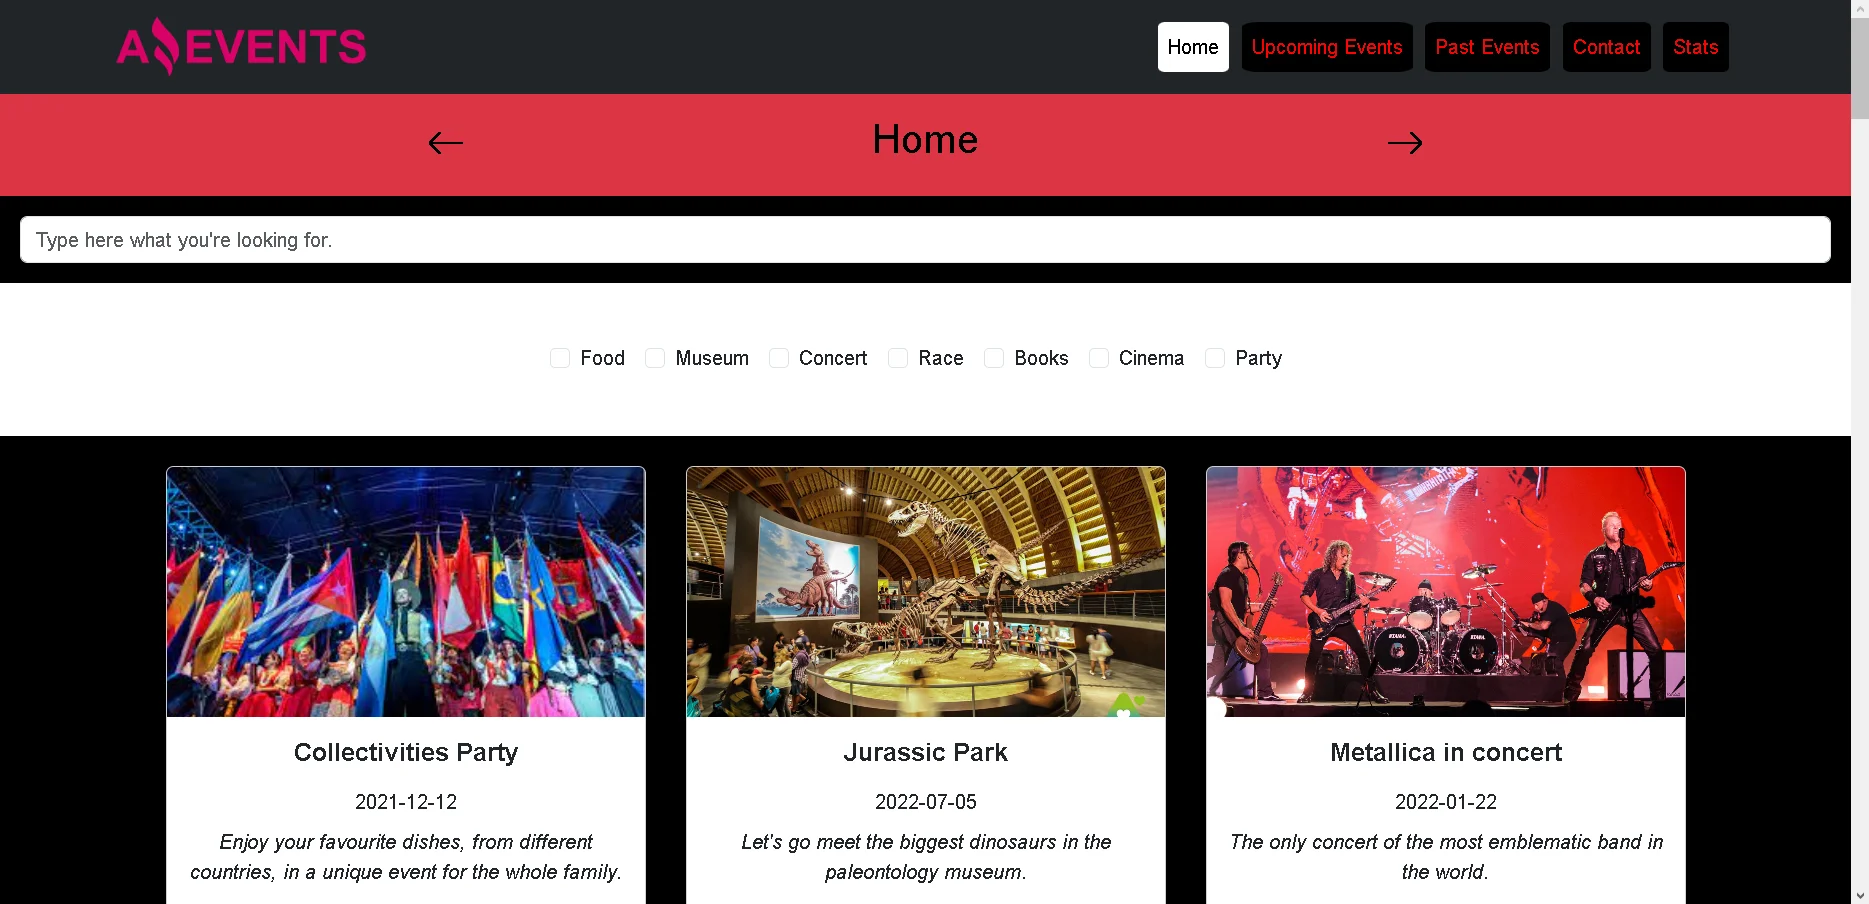 A EVENTS
Home Upcoming Events Past Events Contact Stats
Home
Type here what you're looking for.
Food Museum Concert Race Books Cinema Party
Collectivities Party
2021-12-12
Enjoy your favourite dishes, from different
countries, in a unique event for the whole family.
Jurassic Park
2022-07-05
Let's go meet the biggest dinosaurs in the
paleontology museum.
TAMA
TAMA
Metallica in concert
2022-01-22
The only concert of the most emblematic band in
the world.